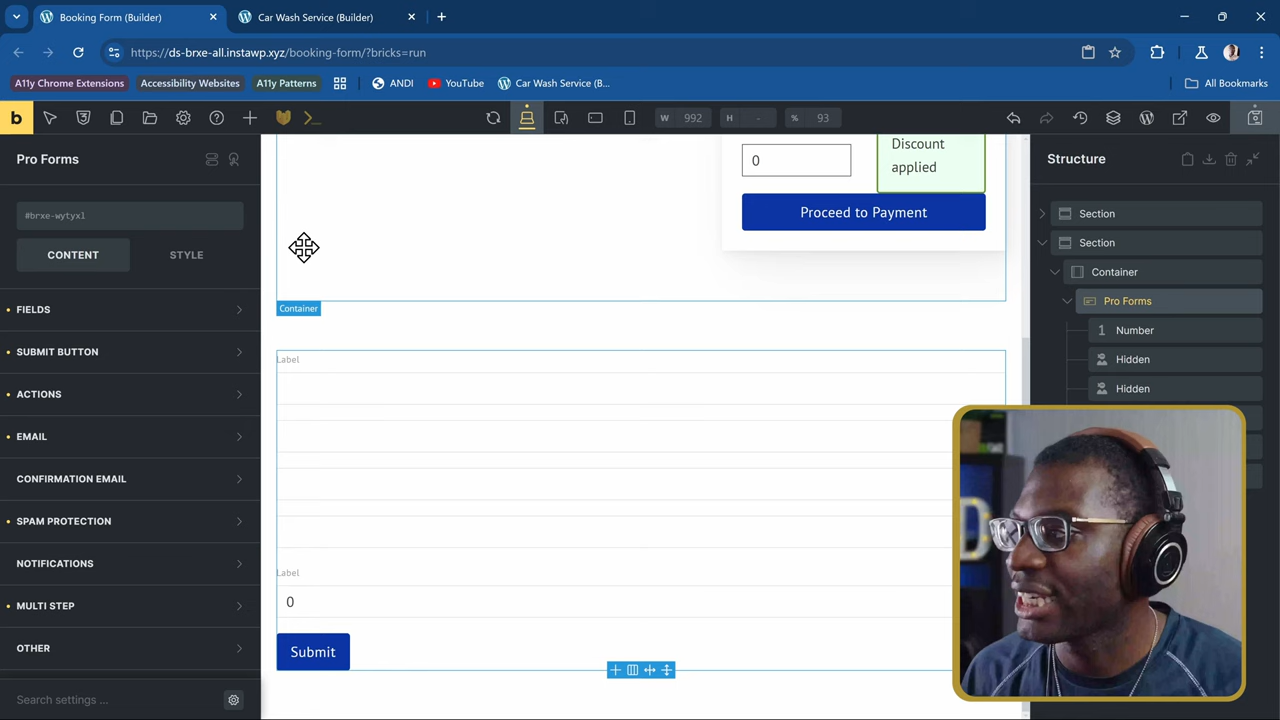 Booking Form (Builder)
Car Wash Service (Builder)
https://ds-brxe-all.instawp.xyz/booking-form/?bricks=run
A11y Chrome Extensions
Accessibility Websites
A11y Patterns
ANDI
YouTube
Car Wash Service (B...
All Bookmarks
b
W 992
H -
% 93
Pro Forms
#brxe-wytyxl
CONTENT
STYLE
FIELDS
SUBMIT BUTTON
ACTIONS
EMAIL
CONFIRMATION EMAIL
SPAM PROTECTION
NOTIFICATIONS
MULTI STEP
OTHER
Search settings ...
0
Discount
applied
Proceed to Payment
Container
Label
Label
0
Submit
Structure
Section
Section
Container
Pro Forms
Number
Hidden
Hidden